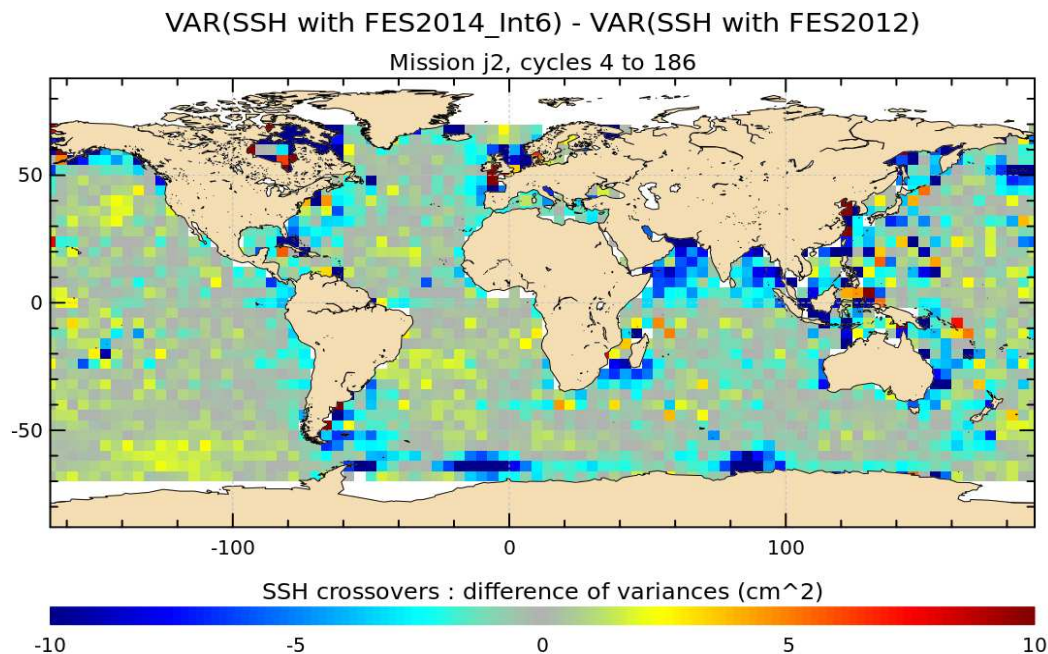 VAR(SSH with FES2014_Int6) - VAR(SSH with FES2012)
Mission j2, cycles 4 to 186
50
0
-50
-100 0 100
SSH crossovers : difference of variances (cm^2)
-10 -5 0 5 10